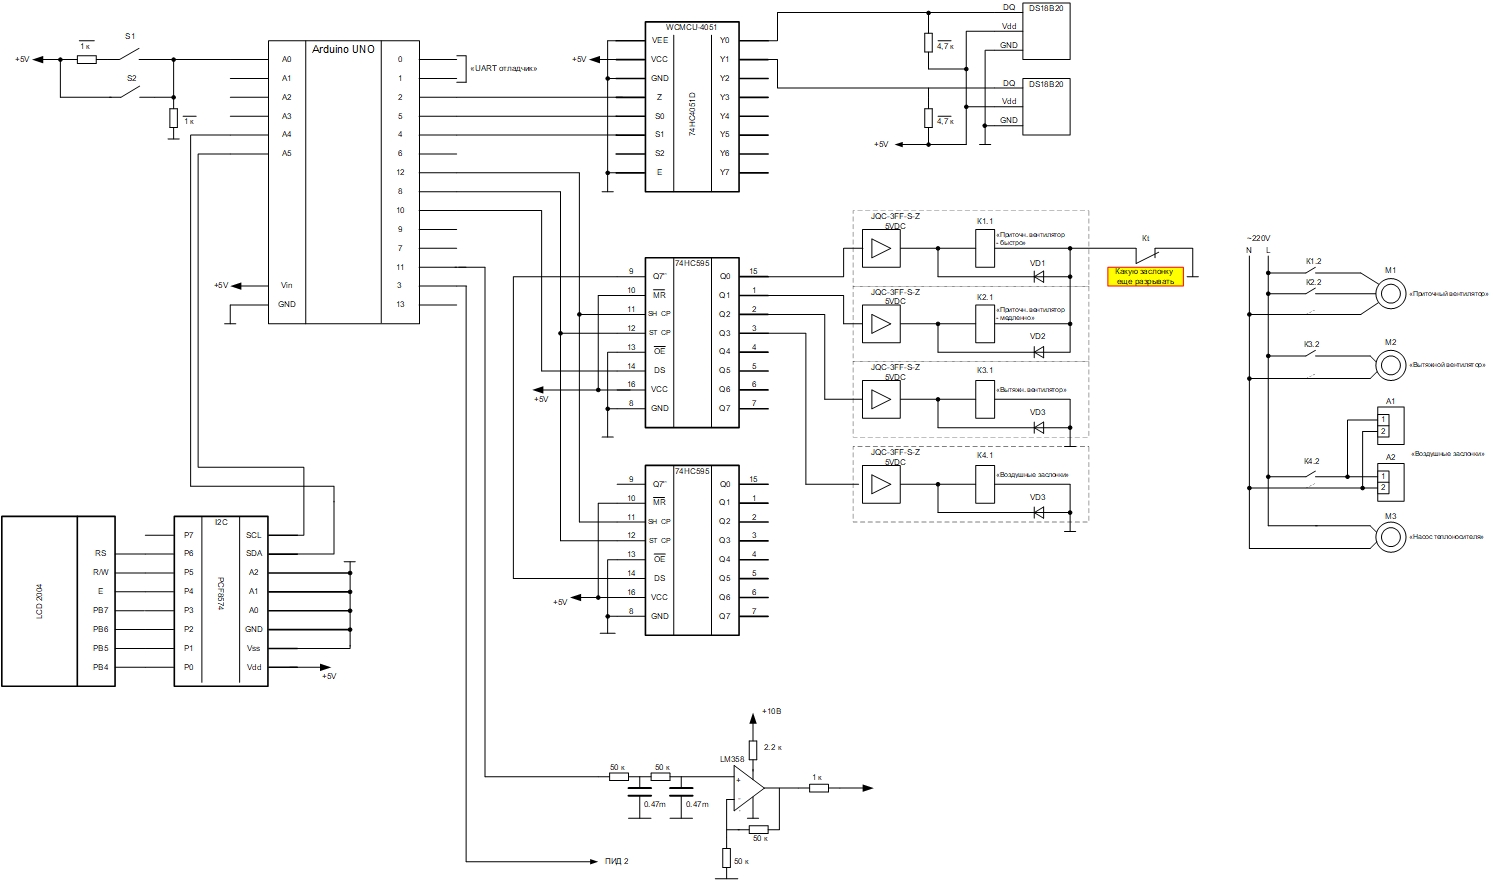 S1
1 к
+5V
S2
1 к
Arduino UNO
A0
A1
A2
A3
A4
A5
Vin
GND
+5V
0
1
2
5
4
6
12
8
10
9
7
11
3
13
«UART отладчик»
WCMCU-4051
74HC4051D
VEE
VCC
GND
Z
S0
S1
S2
E
Y0
Y1
Y2
Y3
Y4
Y5
Y6
Y7
+5V
4,7 к
4,7 к
+5V
DQ
Vdd
GND
DS18B20
DQ
Vdd
GND
DS18B20
74HC595
9
10
11
12
13
14
16
8
Q7"
MR
SH CP
ST CP
OE
DS
VCC
GND
Q0
Q1
Q2
Q3
Q4
Q5
Q6
Q7
15
1
2
3
4
5
6
7
+5V
74HC595
9
10
11
12
13
14
16
8
Q7"
MR
SH CP
ST CP
OE
DS
VCC
GND
Q0
Q1
Q2
Q3
Q4
Q5
Q6
Q7
15
1
2
3
4
5
6
7
+5V
JQC-3FF-S-Z
5VDC
K1.1
«Приточн. вентилятор
- быстро»
VD1
JQC-3FF-S-Z
5VDC
K2.1
«Приточн. вентилятор
- медленно»
VD2
JQC-3FF-S-Z
5VDC
K3.1
«Вытяжн. вентилятор»
VD3
JQC-3FF-S-Z
5VDC
K4.1
«Воздушные заслонки»
VD3
Kt
Какую заслонку
еще разрывать
~220V
N L
K1.2
K2.2
M1
«Приточный вентилятор»
K3.2
M2
«Вытяжной вентилятор»
A1
1
2
K4.2
A2
1
2
«Воздушные заслонки»
M3
«Насос теплоносителя»
LCD 2004
RS
R/W
E
PB7
PB6
PB5
PB4
I2C
PCF8574
P7
P6
P5
P4
P3
P2
P1
P0
SCL
SDA
A2
A1
A0
GND
Vss
Vdd
+5V
+10В
2.2 к
LM358
50 к
50 к
0.47m
0.47m
+
-
1 к
50 к
50 к
ПИД 2